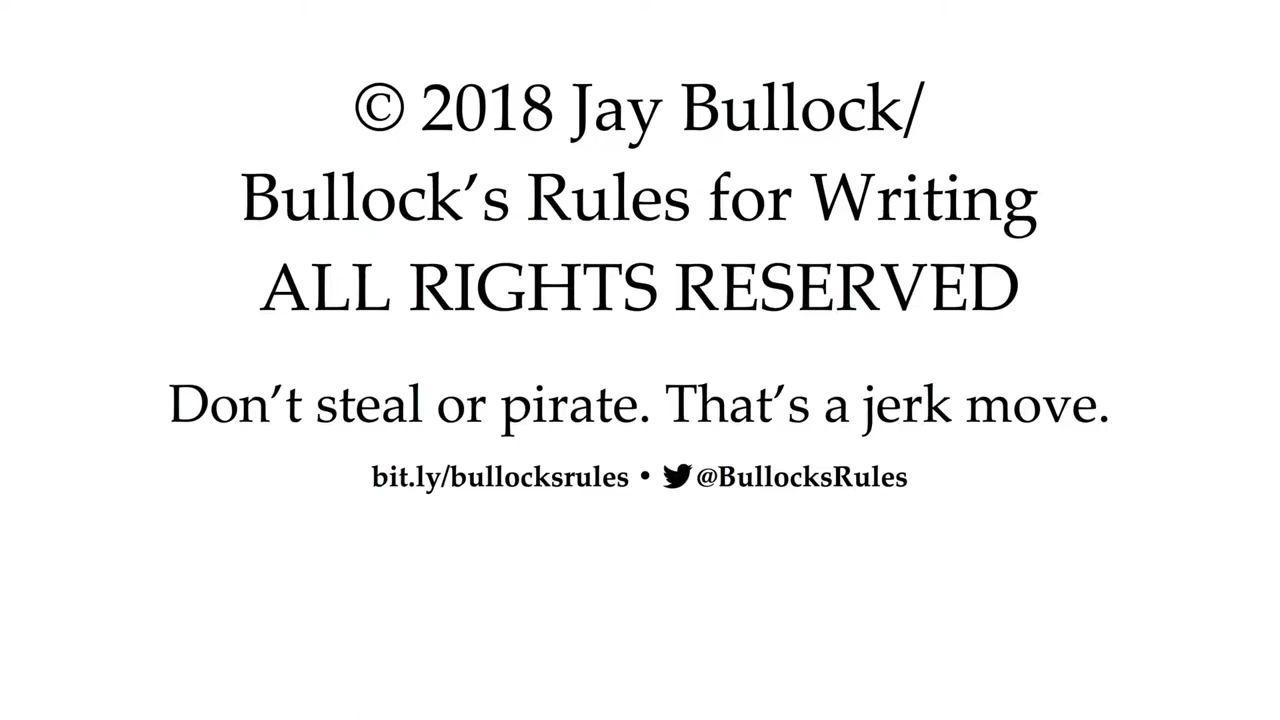 © 2018 Jay Bullock/
Bullock’s Rules for Writing
ALL RIGHTS RESERVED
Don’t steal or pirate. That’s a jerk move.
bit.ly/bullocksrules • @BullocksRules